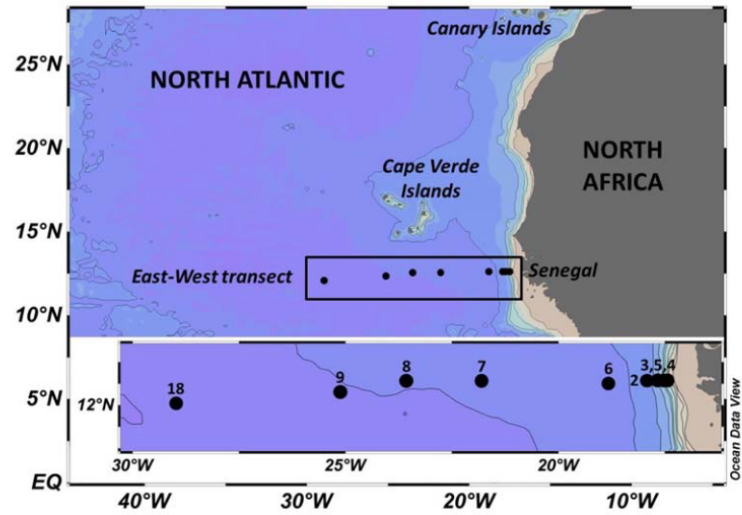 Canary Islands
25°N
NORTH ATLANTIC
20°N
NORTH
AFRICA
Cape Verde
Islands
15°N
East-West transect
Senegal
10°N
18
9
8
7
6
2
3,5,4
12°N
5°N
30°W
25°W
20°W
EQ
40°W
30°W
20°W
10°W
Ocean Data View